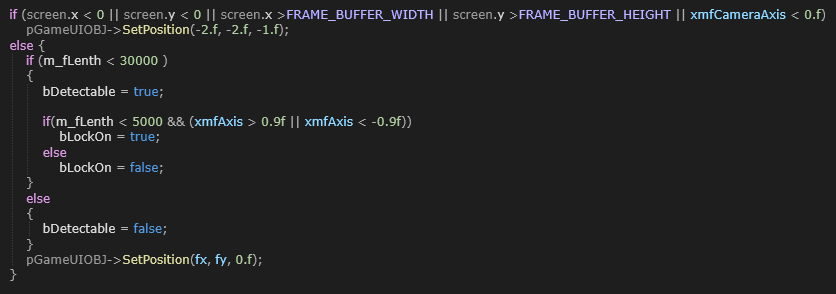 if (screen.x < 0 || screen.y < 0 || screen.x >FRAME_BUFFER_WIDTH || screen.y >FRAME_BUFFER_HEIGHT || xmfCameraAxis < 0.f)
    pGameUIOBJ->SetPosition(-2.f, -2.f, -1.f);
else {
    if (m_fLenth < 30000 )
    {
        bDetectable = true;

        if(m_fLenth < 5000 && (xmfAxis > 0.9f || xmfAxis < -0.9f))
            bLockOn = true;
        else
            bLockOn = false;
    }
    else
    {
        bDetectable = false;
    }
    pGameUIOBJ->SetPosition(fx, fy, 0.f);
}